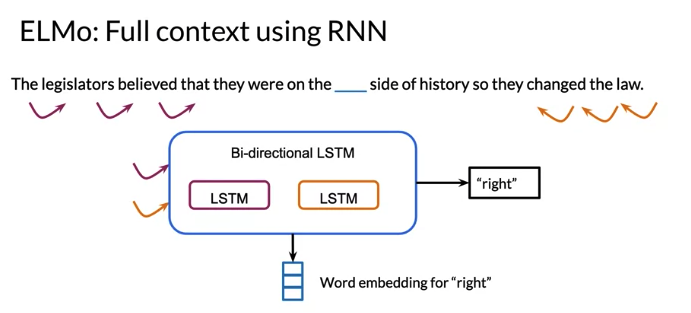 ELMo: Full context using RNN
The legislators believed that they were on the ____ side of history so they changed the law.
Bi-directional LSTM
LSTM
LSTM
"right"
Word embedding for "right"